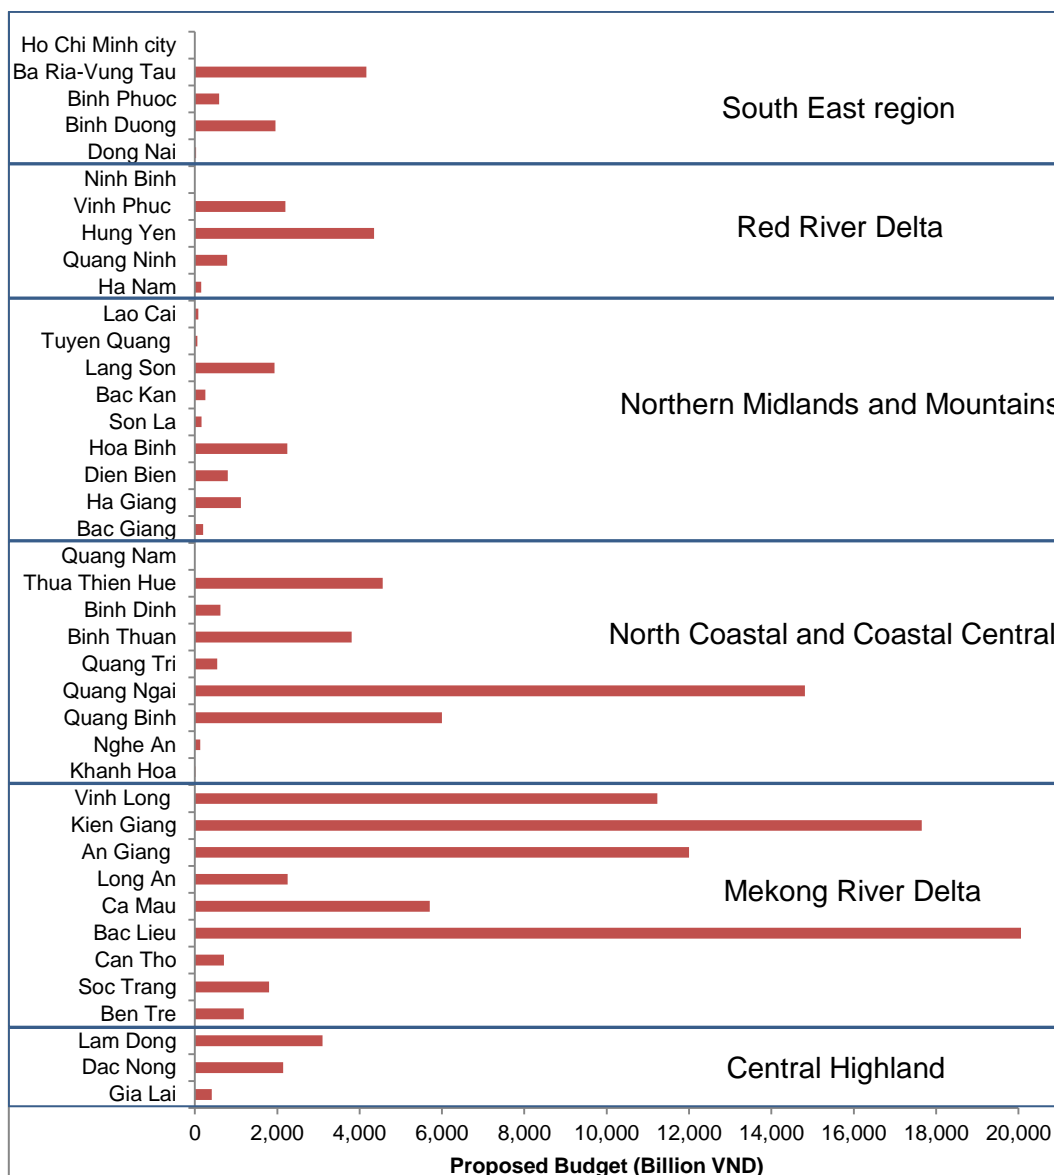 Ho Chi Minh city
Ba Ria-Vung Tau
Binh Phuoc
South East region
Binh Duong
Dong Nai
Ninh Binh
Vinh Phuc
Red River Delta
Hung Yen
Quang Ninh
Ha Nam
Lao Cai
Tuyen Quang
Lang Son
Bac Kan
Northern Midlands and Mountains
Son La
Hoa Binh
Dien Bien
Ha Giang
Bac Giang
Quang Nam
Thua Thien Hue
Binh Dinh
North Coastal and Coastal Central
Binh Thuan
Quang Tri
Quang Ngai
Quang Binh
Nghe An
Khanh Hoa
Vinh Long
Kien Giang
An Giang
Long An
Mekong River Delta
Ca Mau
Bac Lieu
Can Tho
Soc Trang
Ben Tre
Lam Dong
Dac Nong
Central Highland
Gia Lai
0 2,000 4,000 6,000 8,000 10,000 12,000 14,000 16,000 18,000 20,000
Proposed Budget (Billion VND)